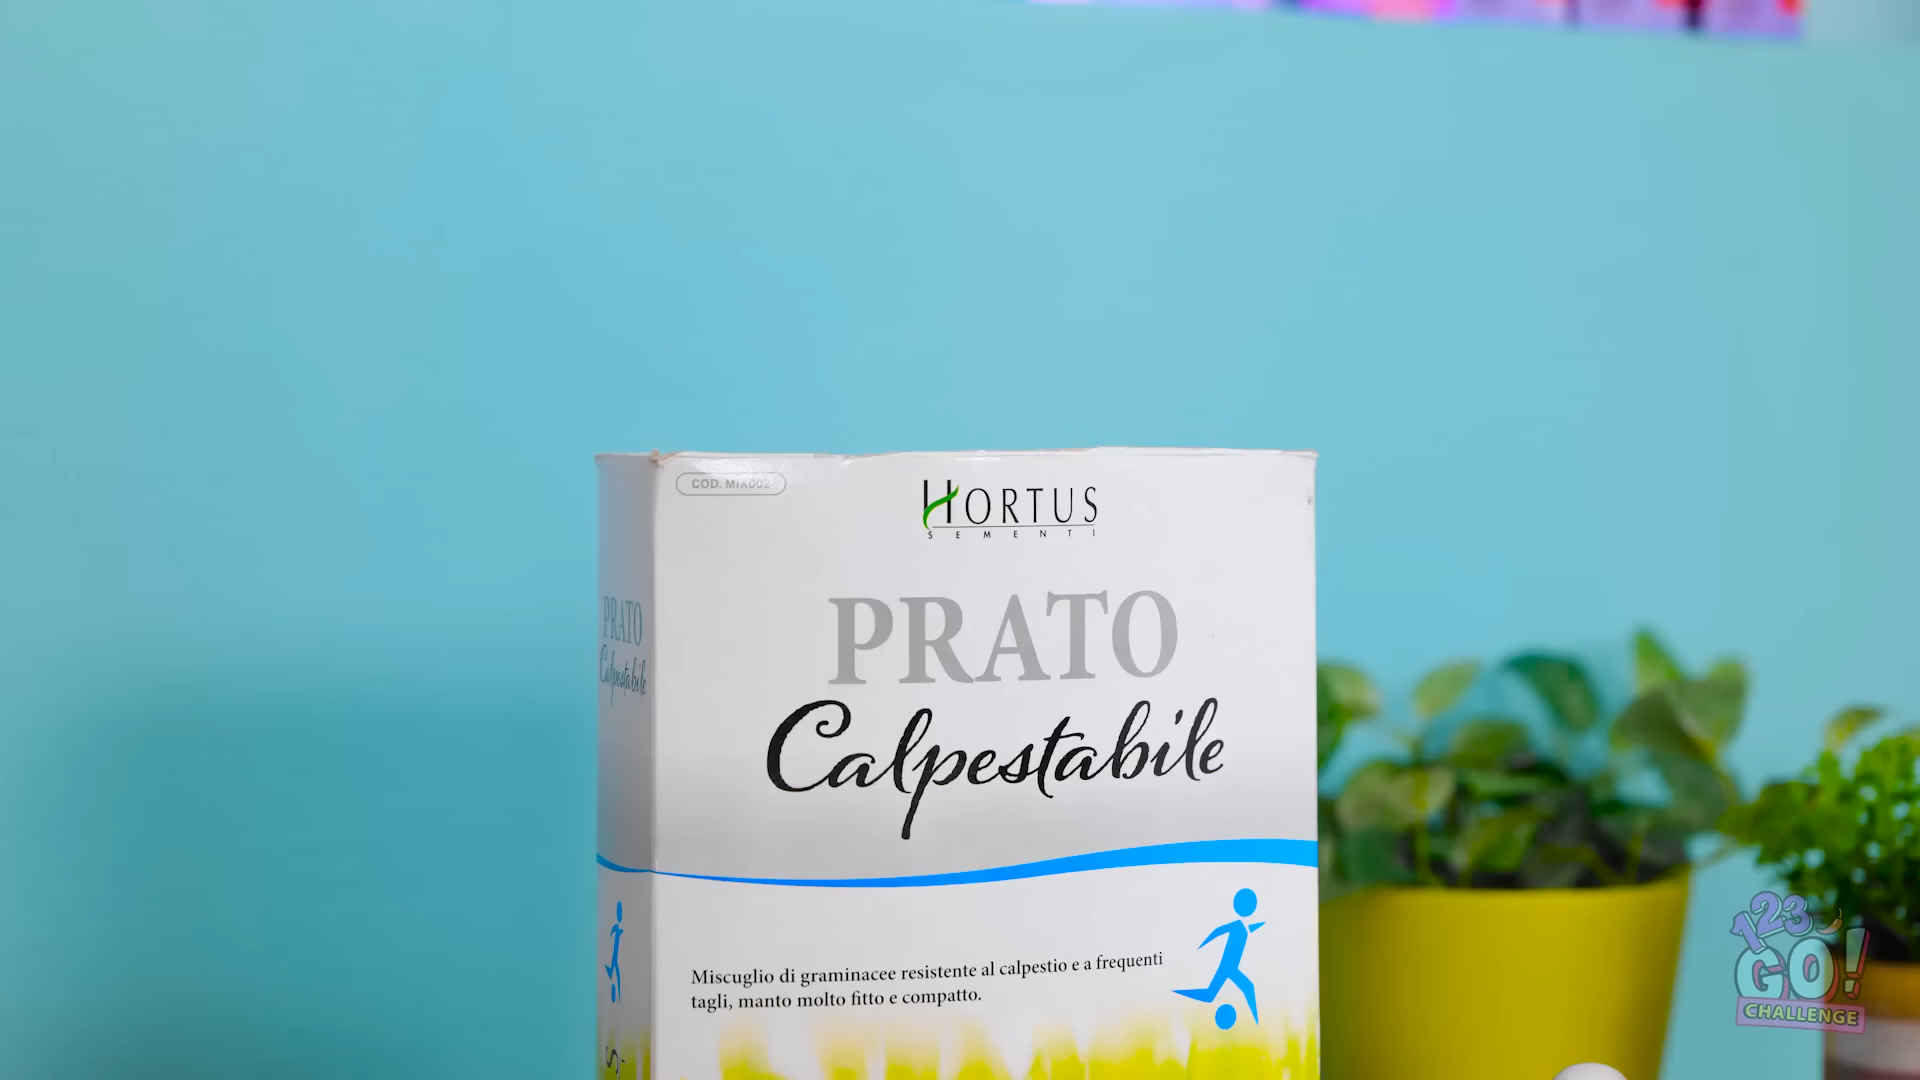 COD. MIX002
HORTUS
SEMENTI
PRATO
Calpestabile
PRATO
Calpestabile
Miscuglio di graminacee resistente al calpestio e a frequenti
tagli, manto molto fitto e compatto.
123
GO!
CHALLENGE